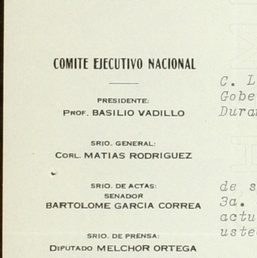 COMITE EJECUTIVO NACIONAL
PRESIDENTE:
PROF. BASILIO VADILLO
SRIO. GENERAL:
CORL. MATIAS RODRIGUEZ
SRIO. DE ACTAS:
SENADOR
BARTOLOME GARCIA CORREA
SRIO. DE PRENSA:
DIPUTADO MELCHOR ORTEGA
C. L
Gobe
Dura
de s
3a.
actu
uste